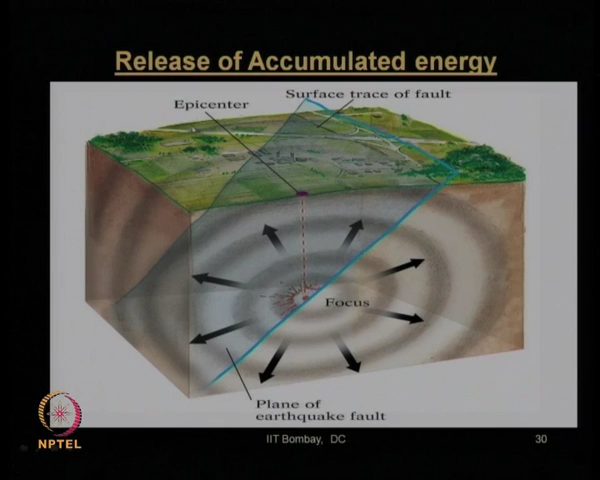 Release of Accumulated energy
Surface trace of fault
Epicenter
Focus
Plane of
earthquake fault
NPTEL
IIT Bombay, DC
30